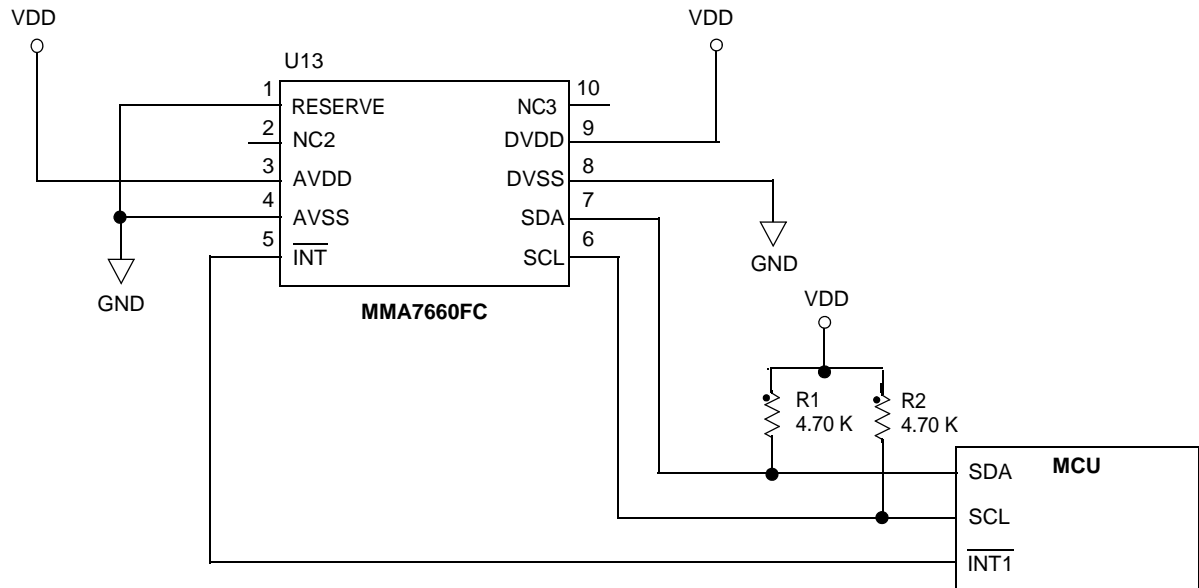 VDD
VDD
U13
1
RESERVE
NC3
10
2
NC2
DVDD
9
3
AVDD
DVSS
8
4
AVSS
SDA
7
5
INT
SCL
6
GND
GND
MMA7660FC
VDD
R1
4.70 K
R2
4.70 K
MCU
SDA
SCL
INT1